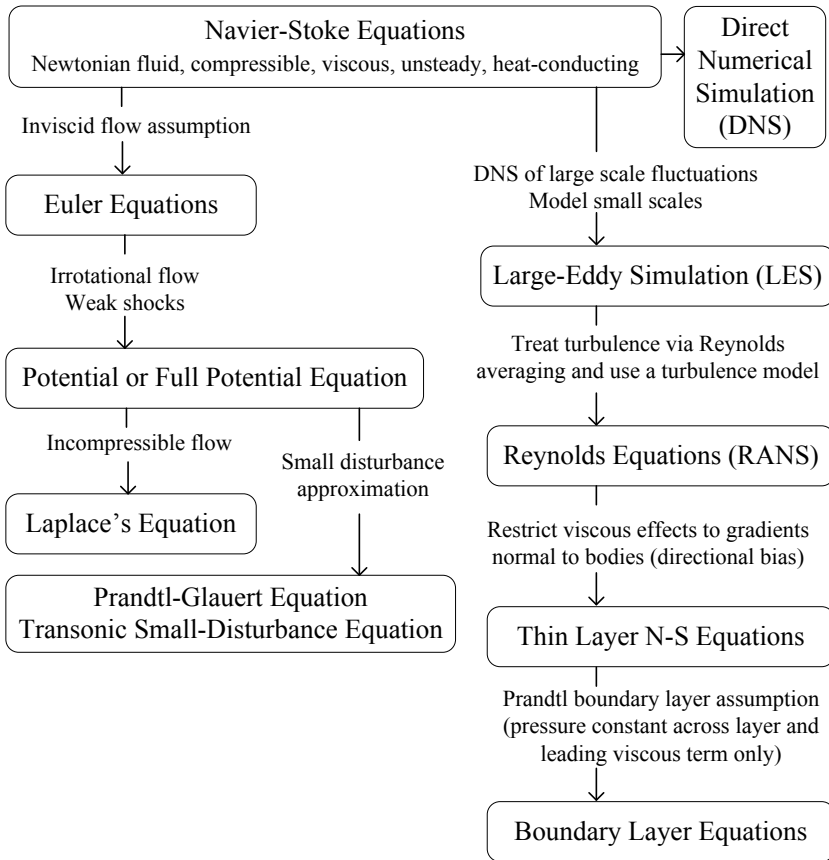 Navier-Stoke Equations
Newtonian fluid, compressible, viscous, unsteady, heat-conducting
Direct
Numerical
Simulation
(DNS)
Inviscid flow assumption
Euler Equations
Irrotational flow
Weak shocks
Potential or Full Potential Equation
Incompressible flow
Laplace's Equation
Small disturbance
approximation
Prandtl-Glauert Equation
Transonic Small-Disturbance Equation
DNS of large scale fluctuations
Model small scales
Large-Eddy Simulation (LES)
Treat turbulence via Reynolds
averaging and use a turbulence model
Reynolds Equations (RANS)
Restrict viscous effects to gradients
normal to bodies (directional bias)
Thin Layer N-S Equations
Prandtl boundary layer assumption
(pressure constant across layer and
leading viscous term only)
Boundary Layer Equations